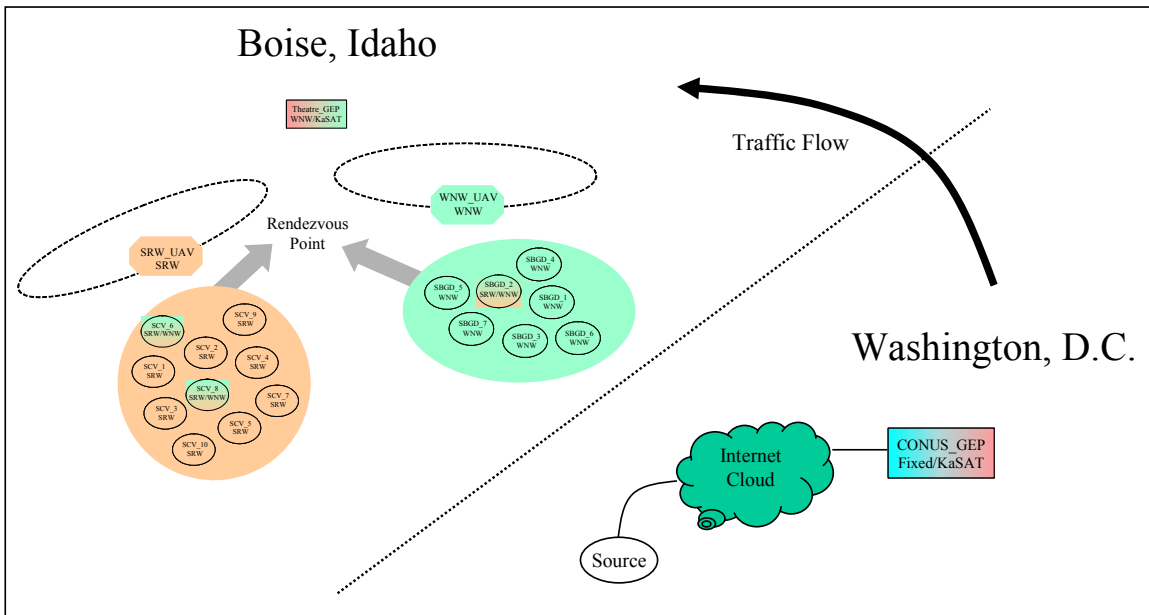 Boise, Idaho
Theatre_GEP
WNW/KaSAT
Traffic Flow
WNW_UAV
WNW
Rendezvous
Point
SRW_UAV
SRW
SBGD_4
WNW
SBGD_5
WNW
SBGD_2
SRW/WNW
SBGD_1
WNW
SBGD_7
WNW
SBGD_3
WNW
SBGD_6
WNW
SCV_9
SRW
SCV_6
SRW/WNW
SCV_2
SRW
SCV_4
SRW
SCV_1
SRW
SCV_8
SRW/WNW
SCV_7
SRW
SCV_3
SRW
SCV_5
SRW
SCV_10
SRW
Washington, D.C.
Internet
Cloud
CONUS_GEP
Fixed/KaSAT
Source